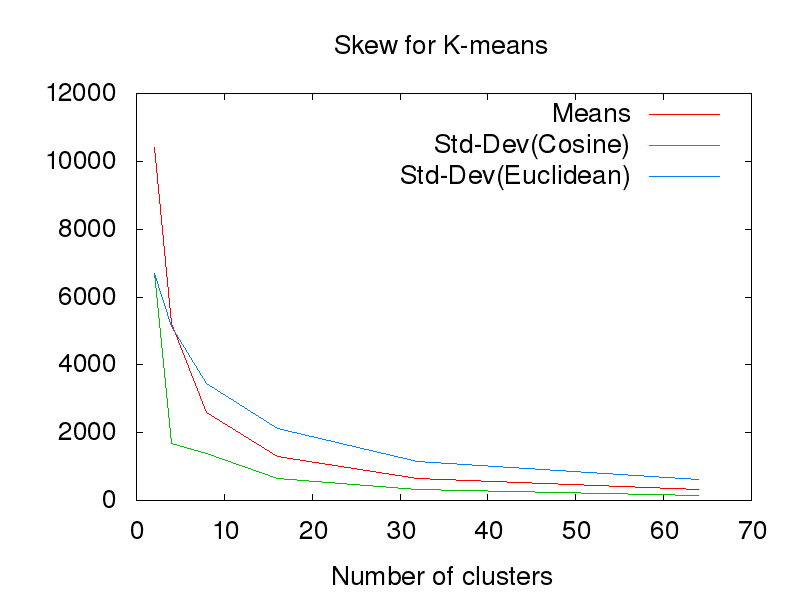 Skew for K-means
12000
10000
8000
6000
4000
2000
0
Means
Std-Dev(Cosine)
Std-Dev(Euclidean)
0 10 20 30 40 50 60 70
Number of clusters